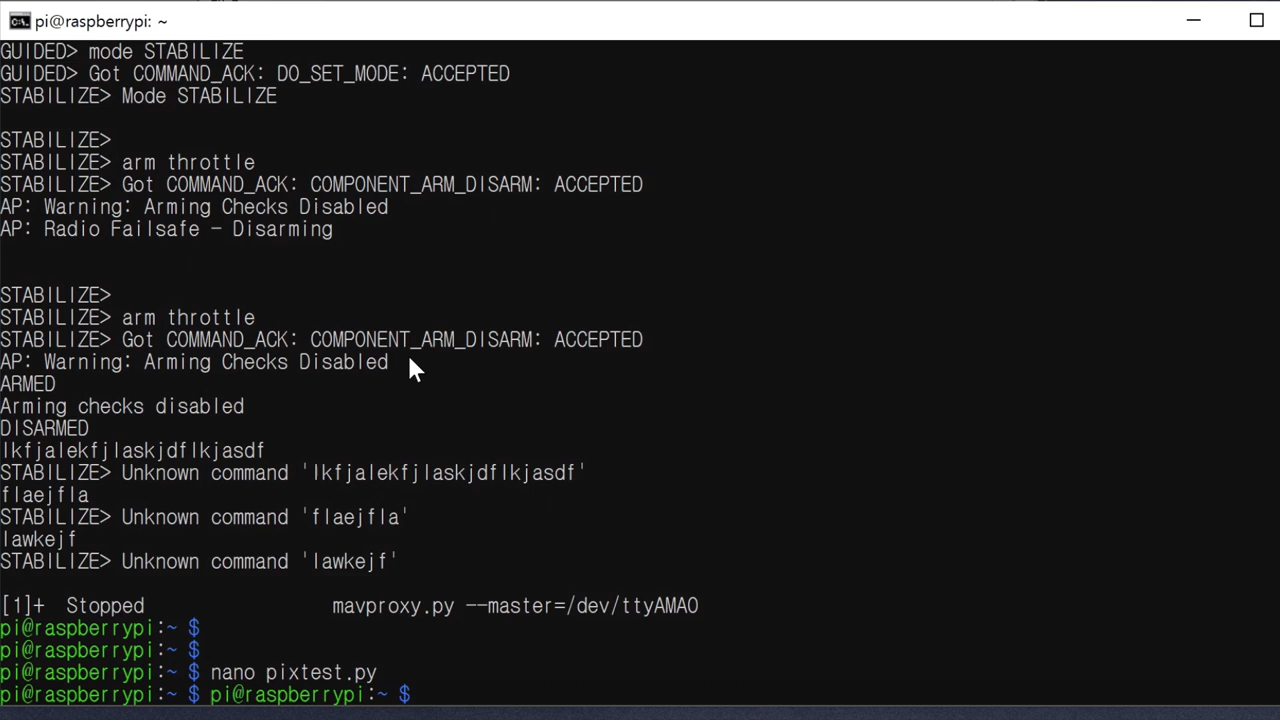 pi@raspberrypi: ~
GUIDED> mode STABILIZE
GUIDED> Got COMMAND_ACK: DO_SET_MODE: ACCEPTED
STABILIZE> Mode STABILIZE
STABILIZE>
STABILIZE> arm throttle
STABILIZE> Got COMMAND_ACK: COMPONENT_ARM_DISARM: ACCEPTED
AP: Warning: Arming Checks Disabled
AP: Radio Failsafe - Disarming
STABILIZE>
STABILIZE> arm throttle
STABILIZE> Got COMMAND_ACK: COMPONENT_ARM_DISARM: ACCEPTED
AP: Warning: Arming Checks Disabled
ARMED
Arming checks disabled
DISARMED
lkfjalekfjlaskjdflkjasdf
STABILIZE> Unknown command 'lkfjalekfjlaskjdflkjasdf'
flaejfla
STABILIZE> Unknown command 'flaejfla'
lawkejf
STABILIZE> Unknown command 'lawkejf'
[1]+  Stopped                 mavproxy.py --master=/dev/ttyAMA0
pi@raspberrypi:~ $
pi@raspberrypi:~ $
pi@raspberrypi:~ $ nano pixtest.py
pi@raspberrypi:~ $ pi@raspberrypi:~ $